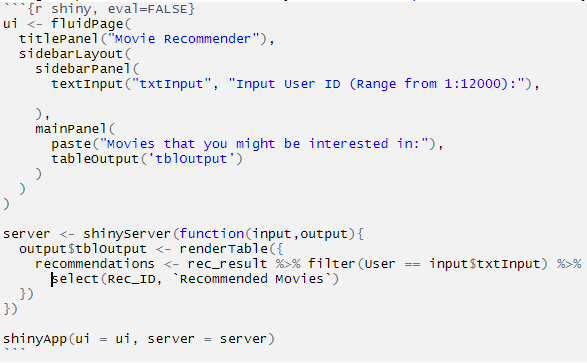 ```{r shiny, eval=FALSE}
ui <- fluidPage(
  titlePanel("Movie Recommender"),
  sidebarLayout(
    sidebarPanel(
      textInput("txtInput", "Input User ID (Range from 1:12000):"),

    ),
    mainPanel(
      paste("Movies that you might be interested in:"),
      tableOutput('tblOutput')
    )
  )
)

server <- shinyServer(function(input,output){
  output$tblOutput <- renderTable({
    recommendations <- rec_result %>% filter(User == input$txtInput) %>%
      select(Rec_ID, `Recommended Movies`)
  })
})

shinyApp(ui = ui, server = server)
```